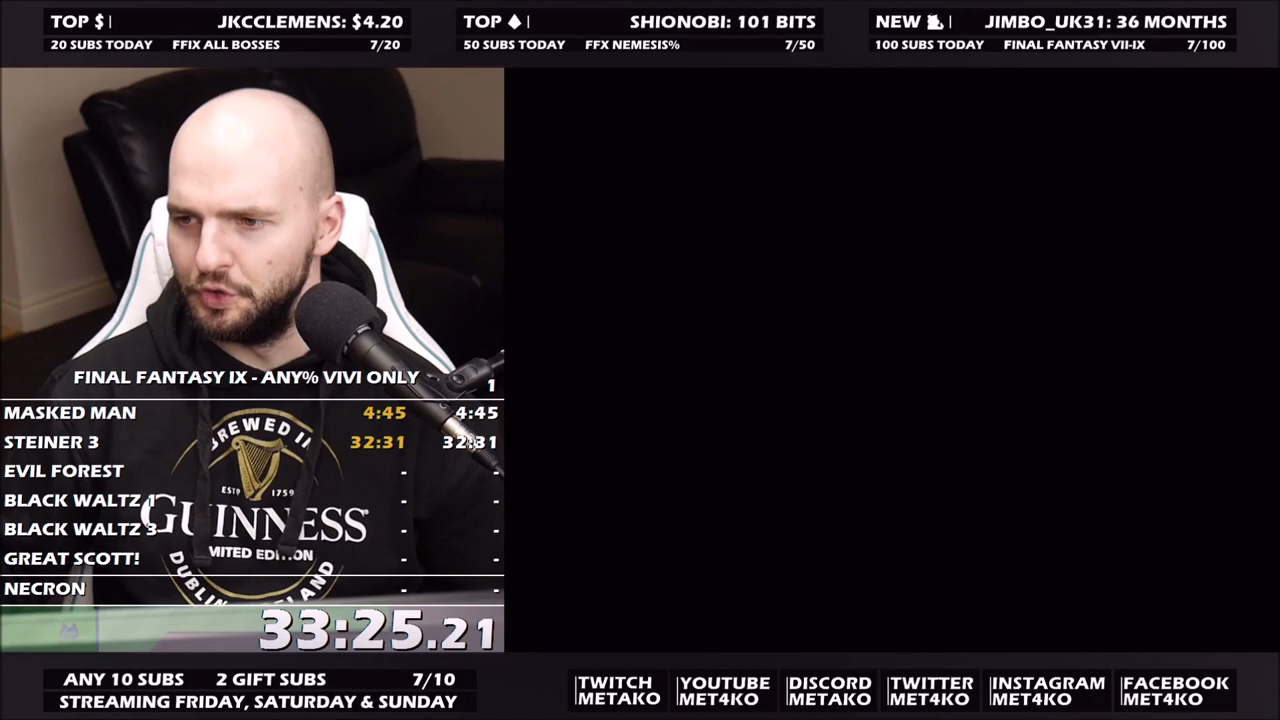 TOP $ | JKCCLEMENS: $4.20
20 SUBS TODAY FFIX ALL BOSSES 7/20
TOP | SHIONOBI: 101 BITS
50 SUBS TODAY FFX NEMESIS% 7/50
NEW | JIMBO_UK31: 36 MONTHS
100 SUBS TODAY FINAL FANTASY VII-IX 7/100
FINAL FANTASY IX - ANY% VIVI ONLY 1
MASKED MAN 4:45 4:45
STEINER 3 32:31 32:31
EVIL FOREST - -
BLACK WALTZ 1 - -
BLACK WALTZ 3 - -
GREAT SCOTT! - -
NECRON - -
33:25.21
BREWED IN
ESTD 1759
GUINNESS
LIMITED EDITION
DUBLIN IRELAND
ANY 10 SUBS 2 GIFT SUBS 7/10
STREAMING FRIDAY, SATURDAY & SUNDAY
TWITCH
METAKO
YOUTUBE
MET4KO
DISCORD
METAKO
TWITTER
MET4KO
INSTAGRAM
MET4KO
FACEBOOK
MET4KO